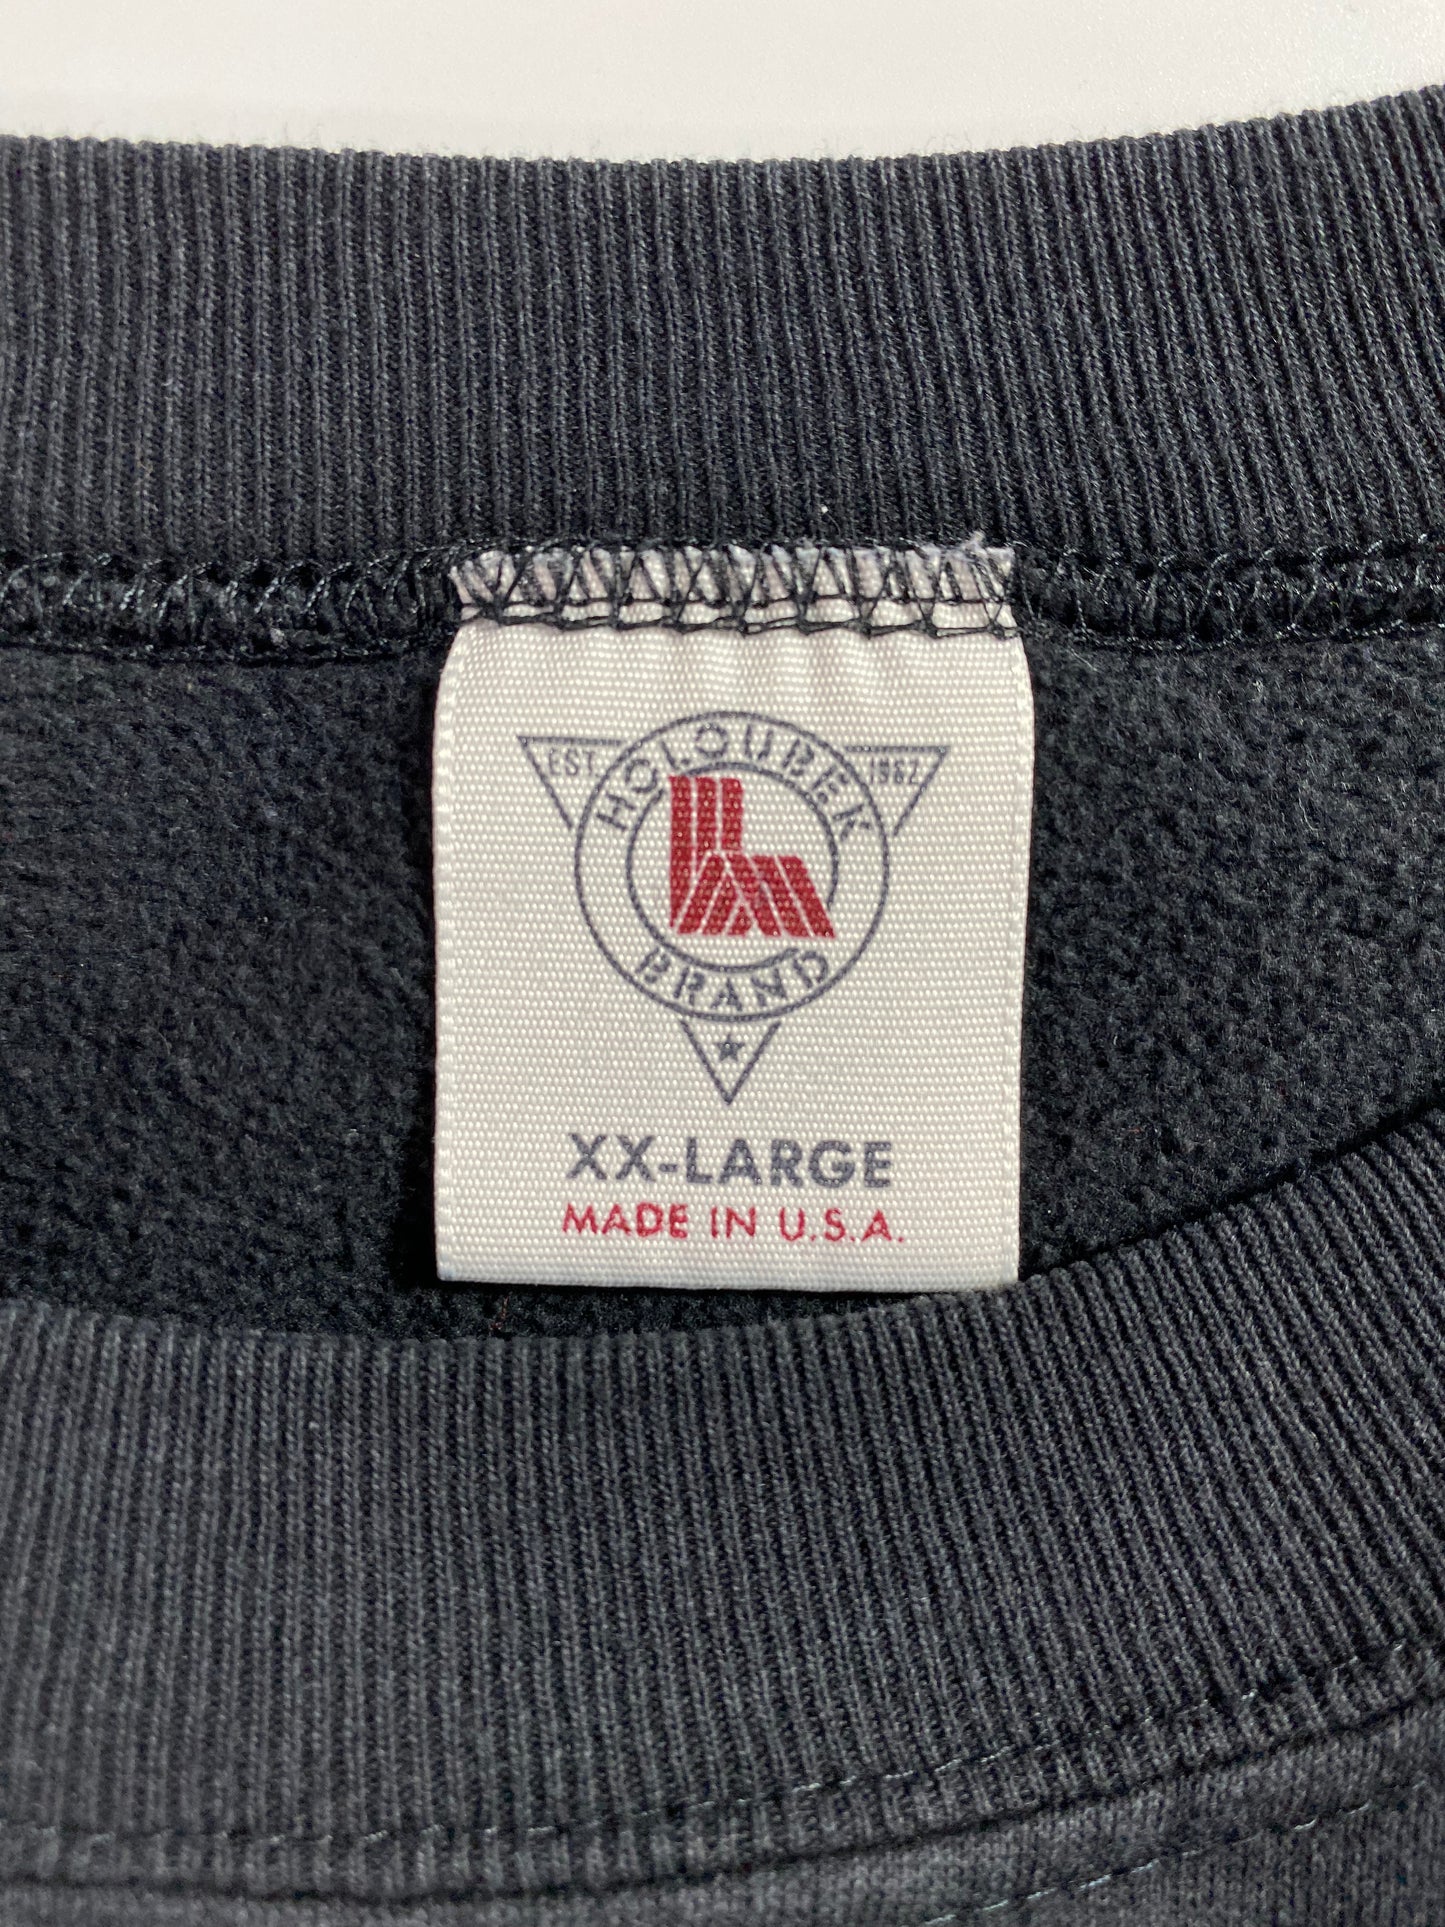 EST. 1962
HOLOUBEK
BRAND
XX-LARGE
MADE IN U.S.A.